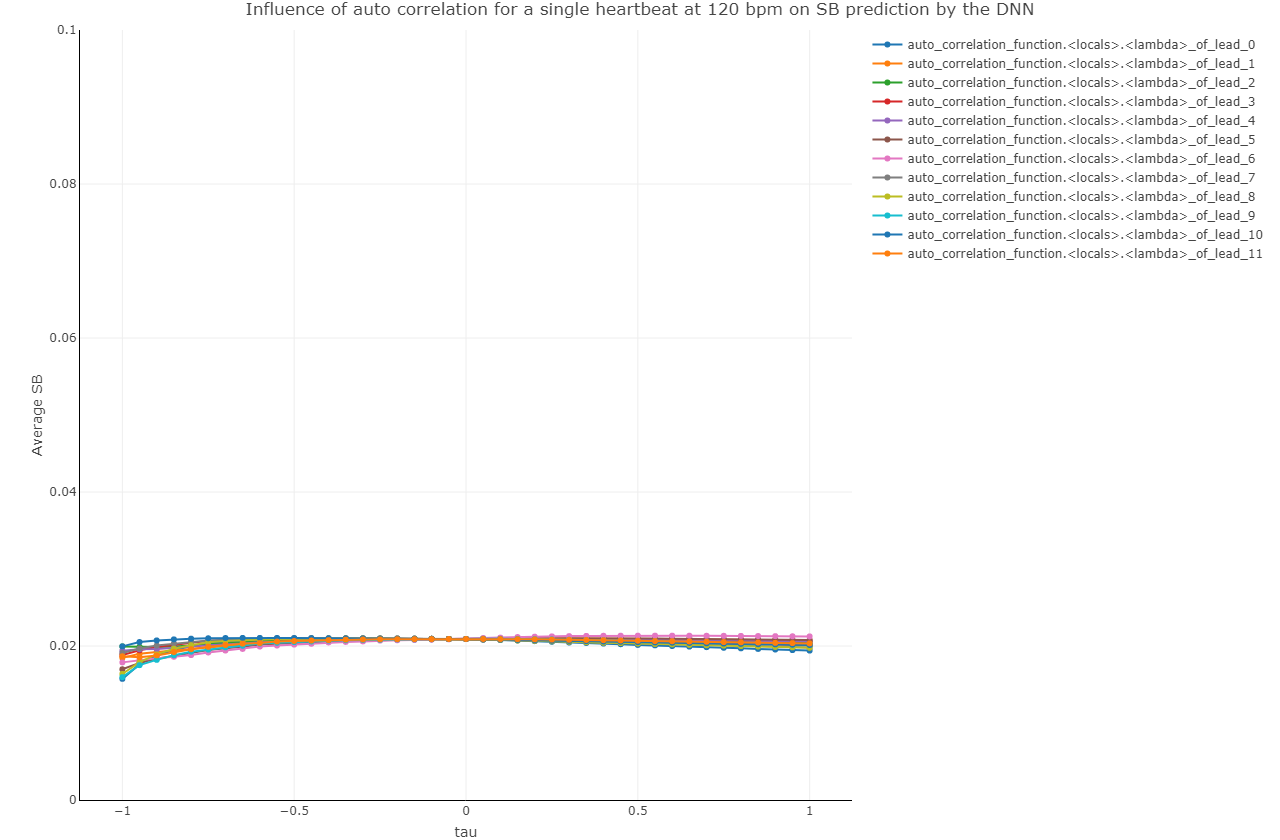 Influence of auto correlation for a single heartbeat at 120 bpm on SB prediction by the DNN
0.1
0.08
0.06
0.04
0.02
0
Average SB
−1
−0.5
0
0.5
1
tau
auto_correlation_function.<locals>.<lambda>_of_lead_0
auto_correlation_function.<locals>.<lambda>_of_lead_1
auto_correlation_function.<locals>.<lambda>_of_lead_2
auto_correlation_function.<locals>.<lambda>_of_lead_3
auto_correlation_function.<locals>.<lambda>_of_lead_4
auto_correlation_function.<locals>.<lambda>_of_lead_5
auto_correlation_function.<locals>.<lambda>_of_lead_6
auto_correlation_function.<locals>.<lambda>_of_lead_7
auto_correlation_function.<locals>.<lambda>_of_lead_8
auto_correlation_function.<locals>.<lambda>_of_lead_9
auto_correlation_function.<locals>.<lambda>_of_lead_10
auto_correlation_function.<locals>.<lambda>_of_lead_11